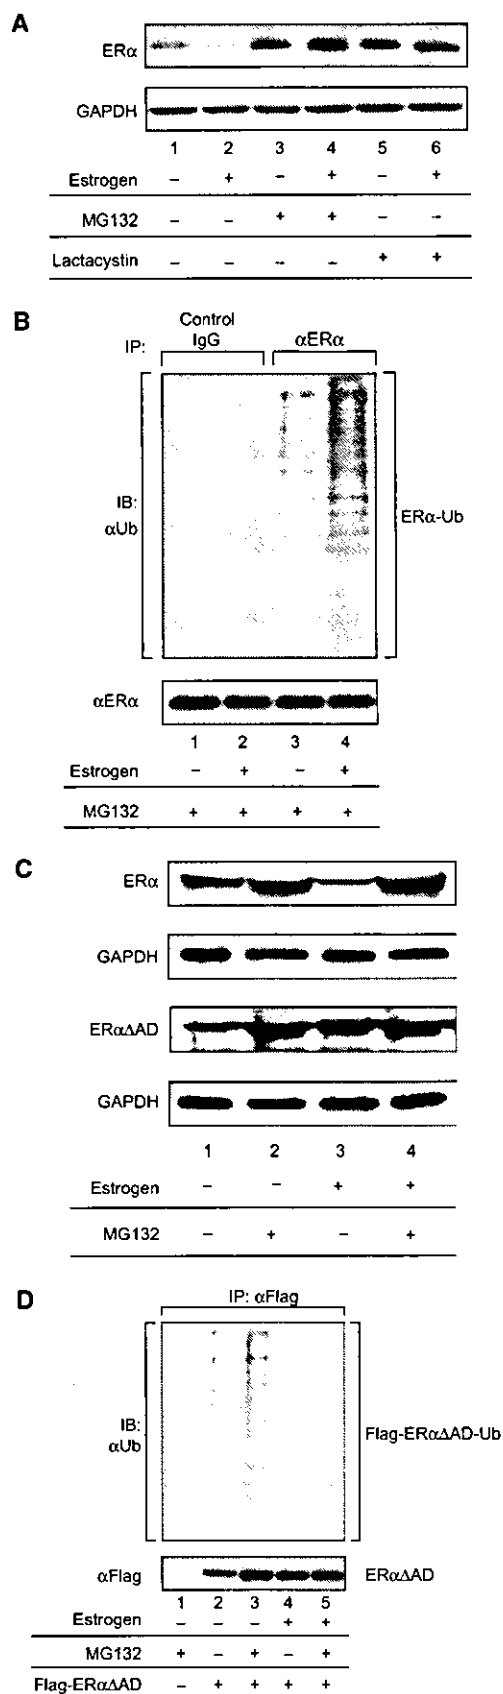 A
ERα
GAPDH
1 2 3 4 5 6
Estrogen – + – + – +
MG132 – – + + – –
Lactacystin – – – – + +
B
Control
IgG
IP: αERα
IB:
αUb
ERα-Ub
αERα
1 2 3 4
Estrogen – + – +
MG132 + + + +
C
ERα
GAPDH
ERαΔAD
GAPDH
1 2 3 4
Estrogen – – + +
MG132 – + – +
D
IP: αFlag
IB:
αUb
Flag-ERαΔAD-Ub
αFlag ERαΔAD
1 2 3 4 5
Estrogen – – – + +
MG132 + – + – +
Flag-ERαΔAD – + + + +